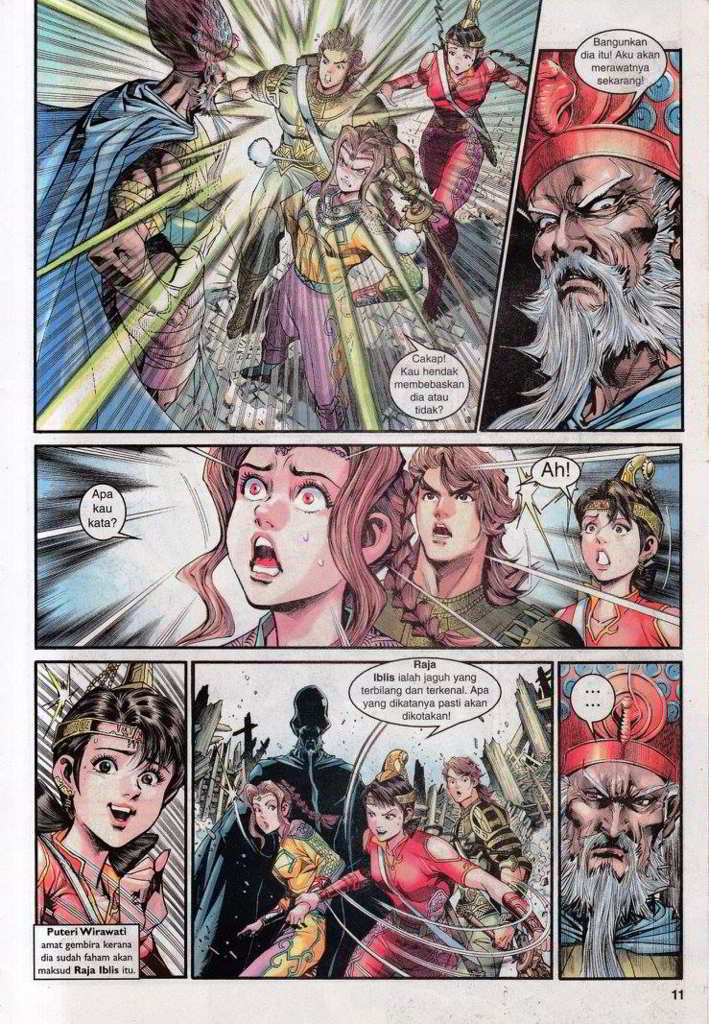 Bangunkan
dia itu! Aku akan
merawatnya
sekarang!
Cakap!
Kau hendak
membebaskan
dia atau
tidak?
Apa
kau
kata?
Ah!
Puteri Wirawati
amat gembira kerana
dia sudah faham akan
maksud Raja Iblis itu.
Raja
Iblis ialah jaguh yang
terbilang dan terkenal. Apa
yang dikatanya pasti akan
dikotakan!
...
...
11